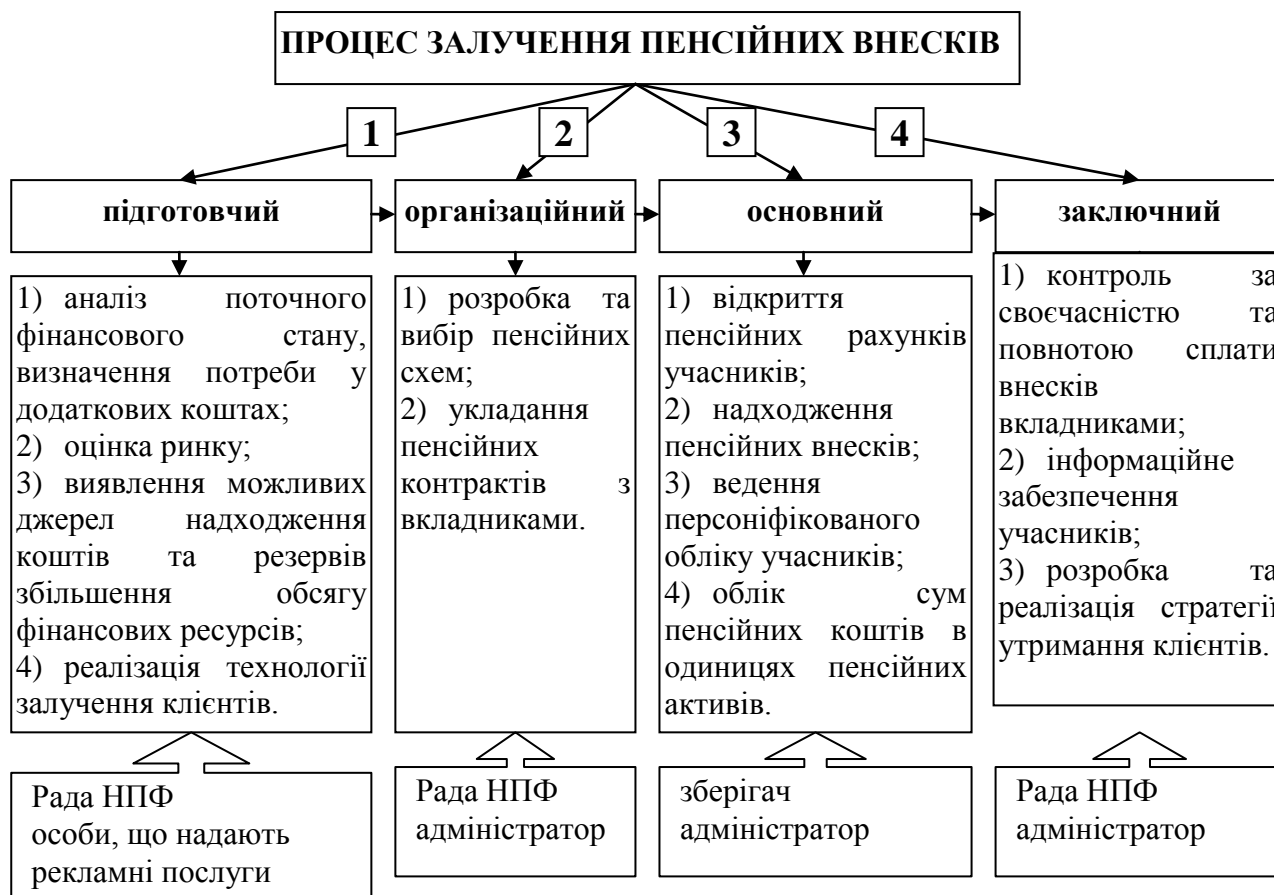 ПРОЦЕС ЗАЛУЧЕННЯ ПЕНСІЙНИХ ВНЕСКІВ
1
2
3
4
підготовчий
організаційний
основний
заключний
1) аналіз поточного
фінансового стану,
визначення потреби у
додаткових коштах;
2) оцінка ринку;
3) виявлення можливих
джерел надходження
коштів та резервів
збільшення обсягу
фінансових ресурсів;
4) реалізація технології
залучення клієнтів.
1) розробка та
вибір пенсійних
схем;
2) укладання
пенсійних
контрактів з
вкладниками.
1) відкриття
пенсійних рахунків
учасників;
2) надходження
пенсійних внесків;
3) ведення
персоніфікованого
обліку учасників;
4) облік сум
пенсійних коштів в
одиницях пенсійних
активів.
1) контроль за
своєчасністю та
повнотою сплати
внесків
вкладниками;
2) інформаційне
забезпечення
учасників;
3) розробка та
реалізація стратегії
утримання клієнтів.
Рада НПФ
особи, що надають
рекламні послуги
Рада НПФ
адміністратор
зберігач
адміністратор
Рада НПФ
адміністратор